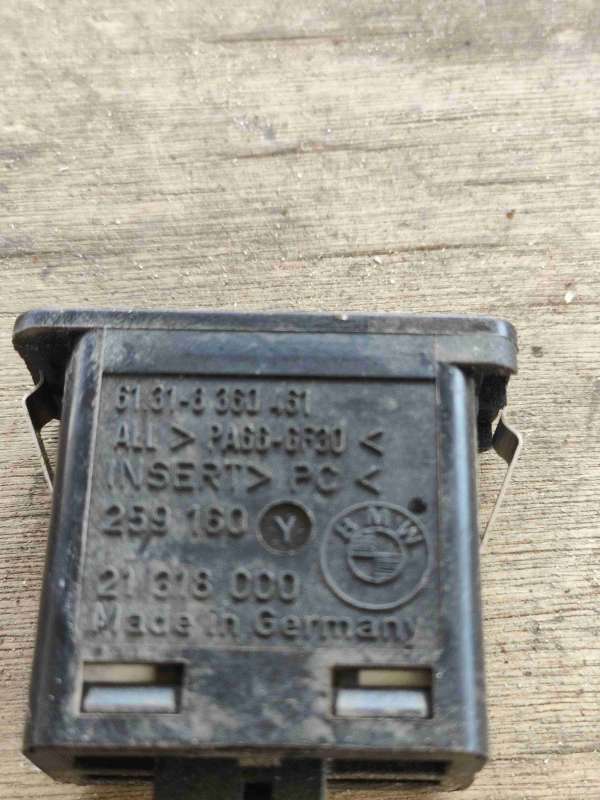 61.31-8 360 461
ALL > PA66-GF30 <
INSERT > PC <
259 160 Y
BMW
21 318 000
Made in Germany